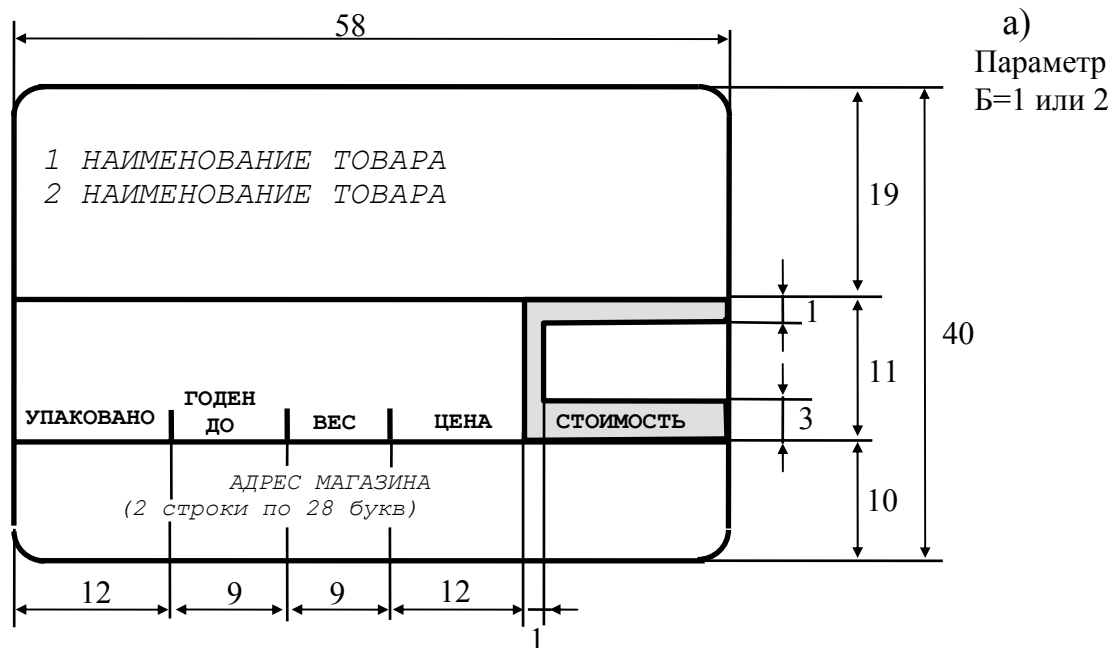 58
а)
Параметр
Б=1 или 2
1 НАИМЕНОВАНИЕ ТОВАРА
2 НАИМЕНОВАНИЕ ТОВАРА
19
1
40
11
ГОДЕН
УПАКОВАНО ДО ВЕС ЦЕНА СТОИМОСТЬ
3
АДРЕС МАГАЗИНА
(2 строки по 28 букв)
10
12 9 9 12
1